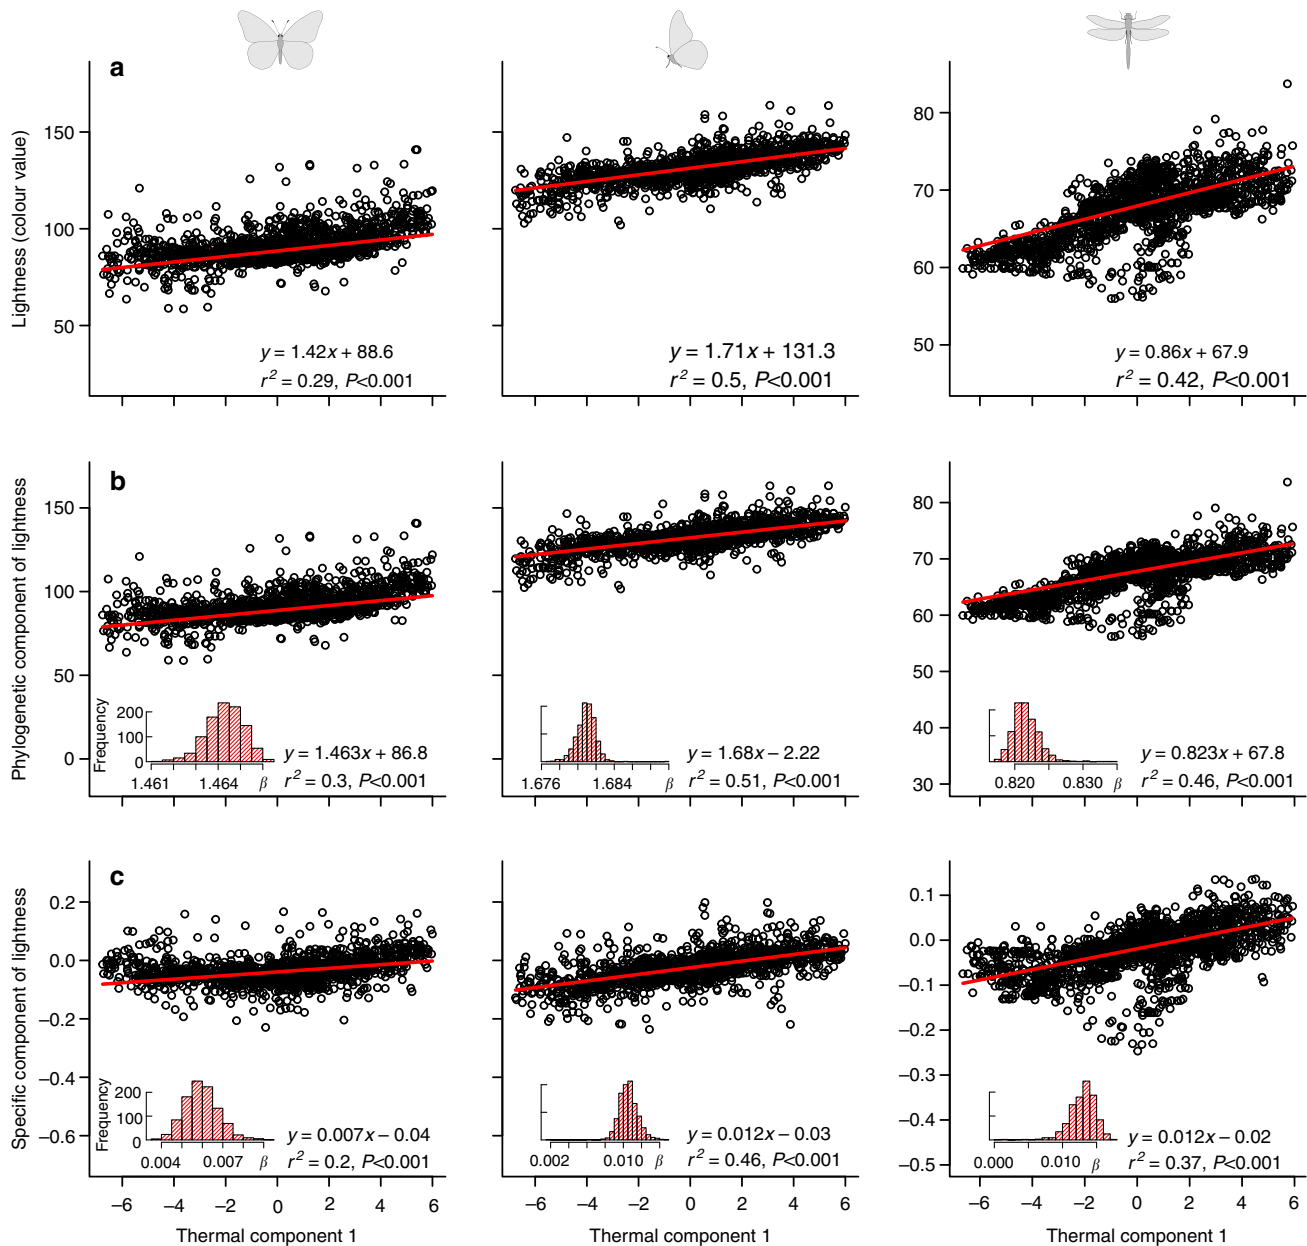 a
Lightness (colour value)
150
100
50
y = 1.42x + 88.6
r² = 0.29, P<0.001
y = 1.71x + 131.3
r² = 0.5, P<0.001
80
70
60
50
y = 0.86x + 67.9
r² = 0.42, P<0.001
b
Phylogenetic component of lightness
150
100
50
0
Frequency
200
100
0
1.461 1.464 β
y = 1.463x + 86.8
r² = 0.3, P<0.001
1.676 1.684 β
y = 1.68x – 2.22
r² = 0.51, P<0.001
80
70
60
50
40
30
0.820 0.830 β
y = 0.823x + 67.8
r² = 0.46, P<0.001
c
Specific component of lightness
0.2
0.0
–0.2
–0.4
–0.6
Frequency
200
100
0
0.004 0.007 β
y = 0.007x – 0.04
r² = 0.2, P<0.001
0.002 0.010 β
y = 0.012x – 0.03
r² = 0.46, P<0.001
0.1
0.0
–0.1
–0.2
–0.3
–0.4
–0.5
0.000 0.010 β
y = 0.012x – 0.02
r² = 0.37, P<0.001
–6 –4 –2 0 2 4 6
Thermal component 1
–6 –4 –2 0 2 4 6
Thermal component 1
–6 –4 –2 0 2 4 6
Thermal component 1